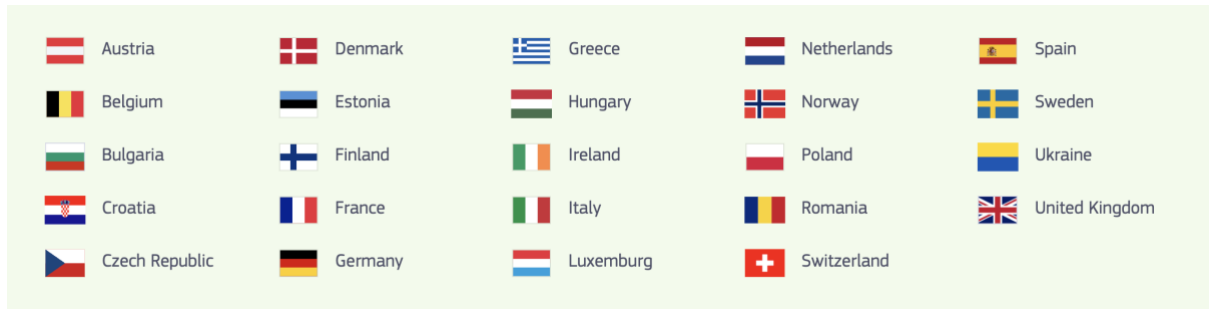 Austria
Belgium
Bulgaria
Croatia
Czech Republic
Denmark
Estonia
Finland
France
Germany
Greece
Hungary
Ireland
Italy
Luxemburg
Netherlands
Norway
Poland
Romania
Switzerland
Spain
Sweden
Ukraine
United Kingdom